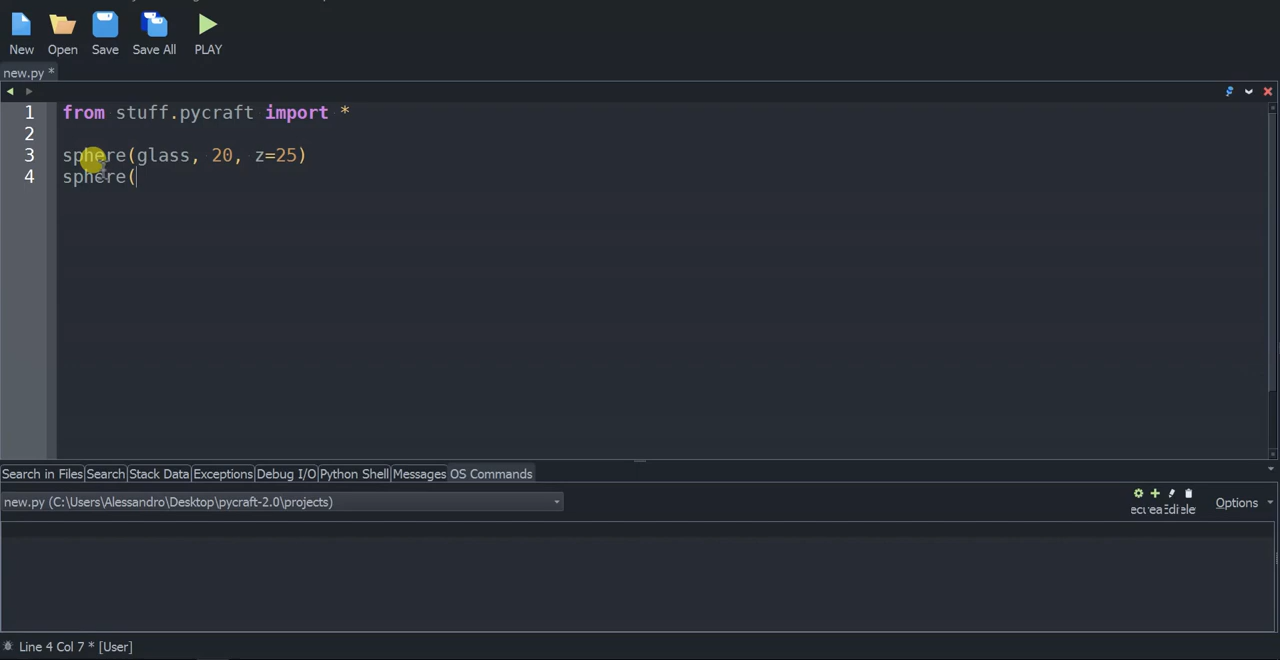 New Open Save Save All PLAY
new.py *
1 from stuff.pycraft import *
2
3 sphere(glass, 20, z=25)
4 sphere(
Search in Files Search Stack Data Exceptions Debug I/O Python Shell Messages OS Commands
new.py (C:\Users\Alessandro\Desktop\pycraft-2.0\projects) Options
Line 4 Col 7 * [User]